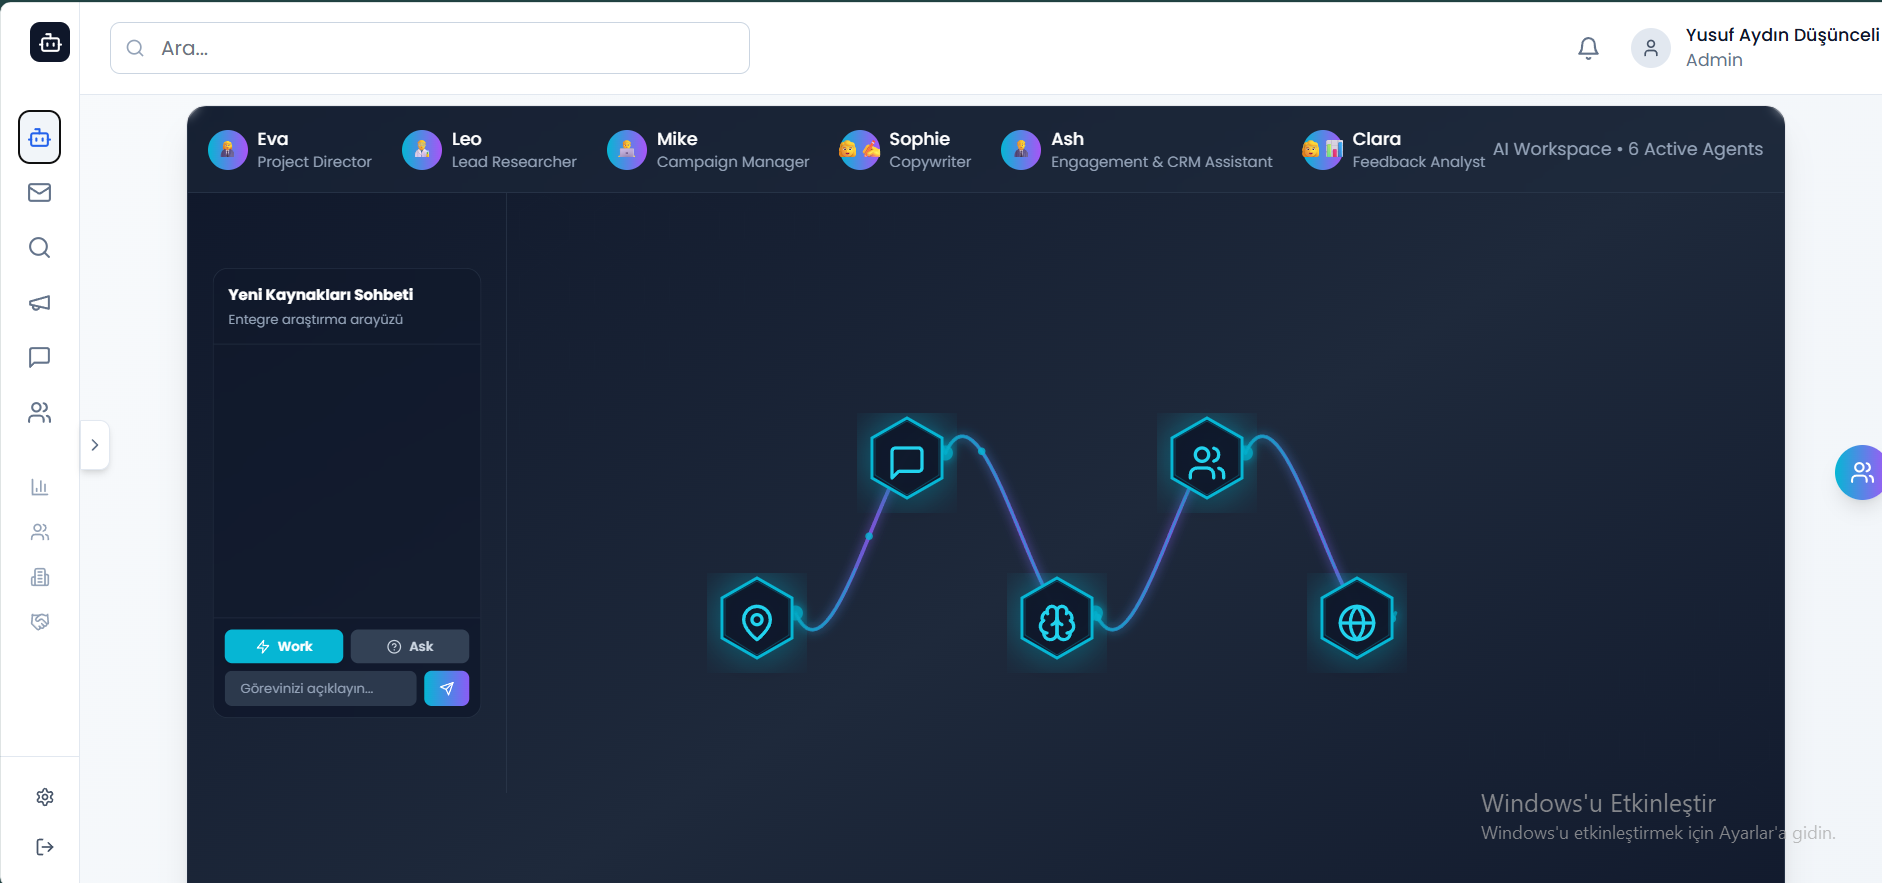 Ara...
Yusuf Aydın Düşünceli
Admin
Eva
Project Director
Leo
Lead Researcher
Mike
Campaign Manager
Sophie
Copywriter
Ash
Engagement & CRM Assistant
Clara
Feedback Analyst
AI Workspace • 6 Active Agents
Yeni Kaynakları Sohbeti
Entegre araştırma arayüzü
Work
Ask
Görevinizi açıklayın...
Windows'u Etkinleştir
Windows'u etkinleştirmek için Ayarlar'a gidin.